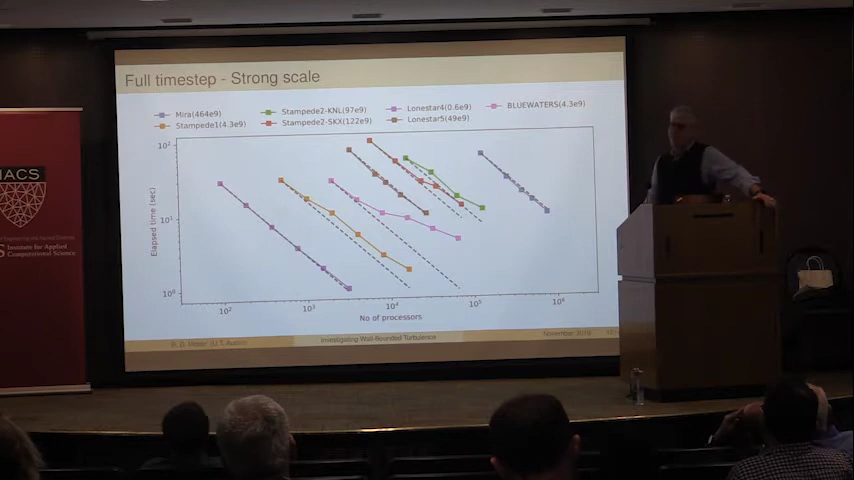 Full timestep - Strong scale
Mira(464e9)
Stampede1(4.3e9)
Stampede2-KNL(97e9)
Stampede2-SKX(122e9)
Lonestar4(0.6e9)
Lonestar5(49e9)
BLUEWATERS(4.3e9)
Elapsed time (sec)
10²
10¹
10⁰
10²
10³
10⁴
10⁵
10⁶
No of processors
Investigating Wall-Bounded Turbulence
IACS
Institute for Applied
Computational Science